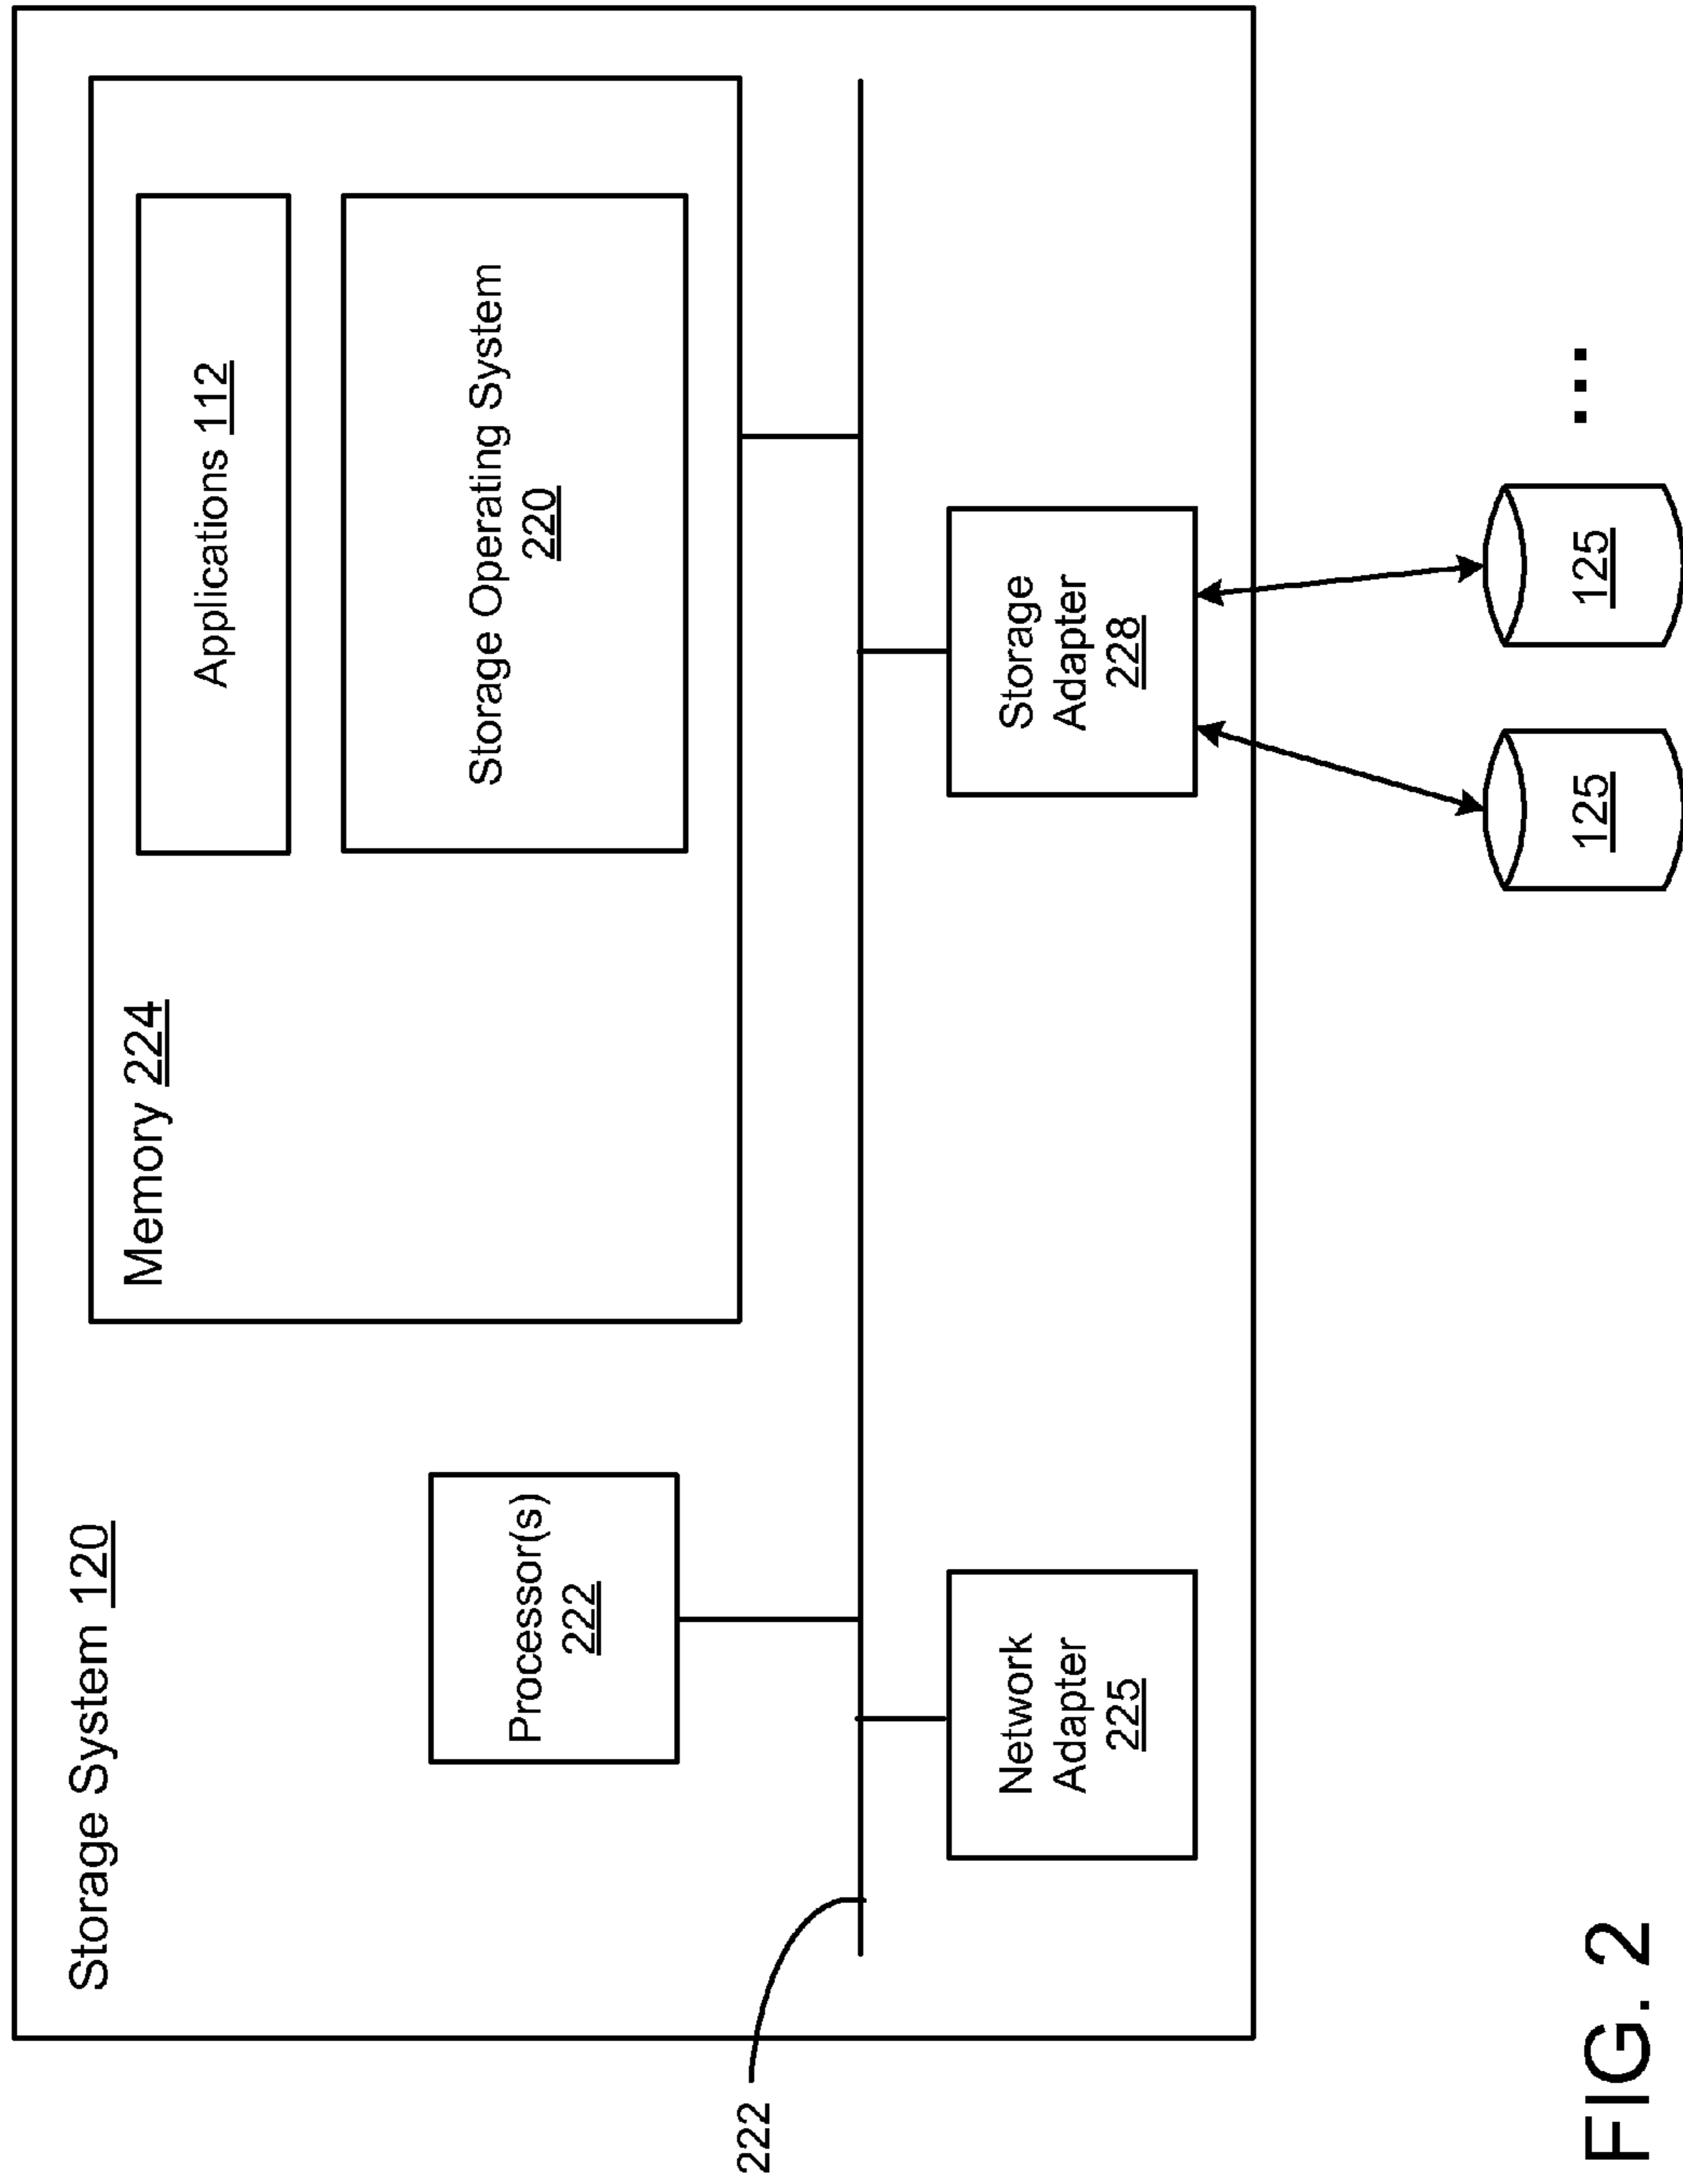 Storage System 120
Memory 224
Applications 112
Storage Operating System
220
Processor(s)
222
222
Network
Adapter
225
Storage
Adapter
228
125
125
...
FIG. 2